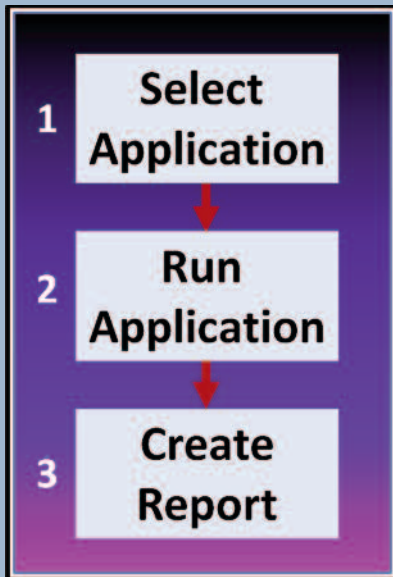 1
Select
Application
2
Run
Application
3
Create
Report